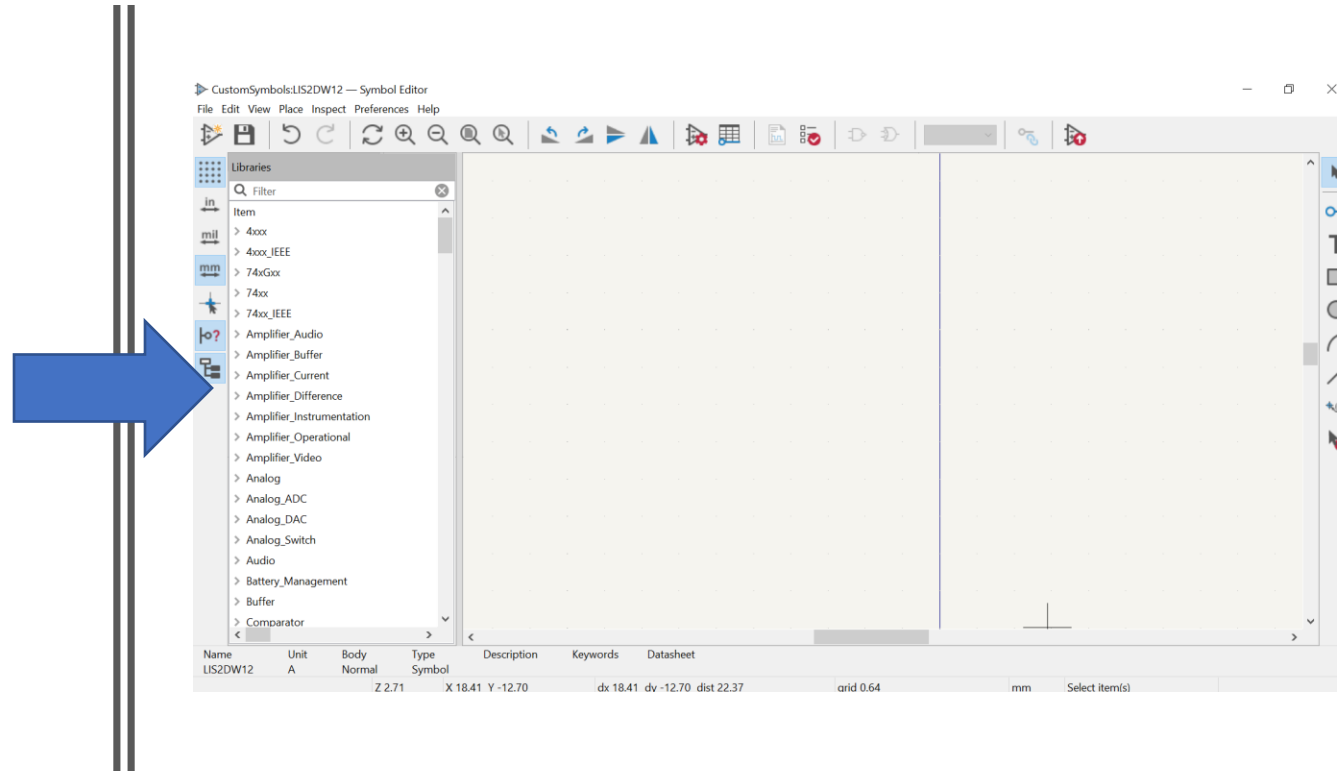 CustomSymbols:LIS2DW12 — Symbol Editor
File Edit View Place Inspect Preferences Help
Libraries
Filter
in
Item
mil
> 4xxx
> 4xxx_IEEE
mm
> 74xGxx
> 74xx
> 74xx_IEEE
> Amplifier_Audio
> Amplifier_Buffer
> Amplifier_Current
> Amplifier_Difference
> Amplifier_Instrumentation
> Amplifier_Operational
> Amplifier_Video
> Analog
> Analog_ADC
> Analog_DAC
> Analog_Switch
> Audio
> Battery_Management
> Buffer
> Comparator
Name Unit Body Type Description Keywords Datasheet
LIS2DW12 A Normal Symbol
Z 2.71 X 18.41 Y -12.70 dx 18.41 dy -12.70 dist 22.37 grid 0.64 mm Select item(s)